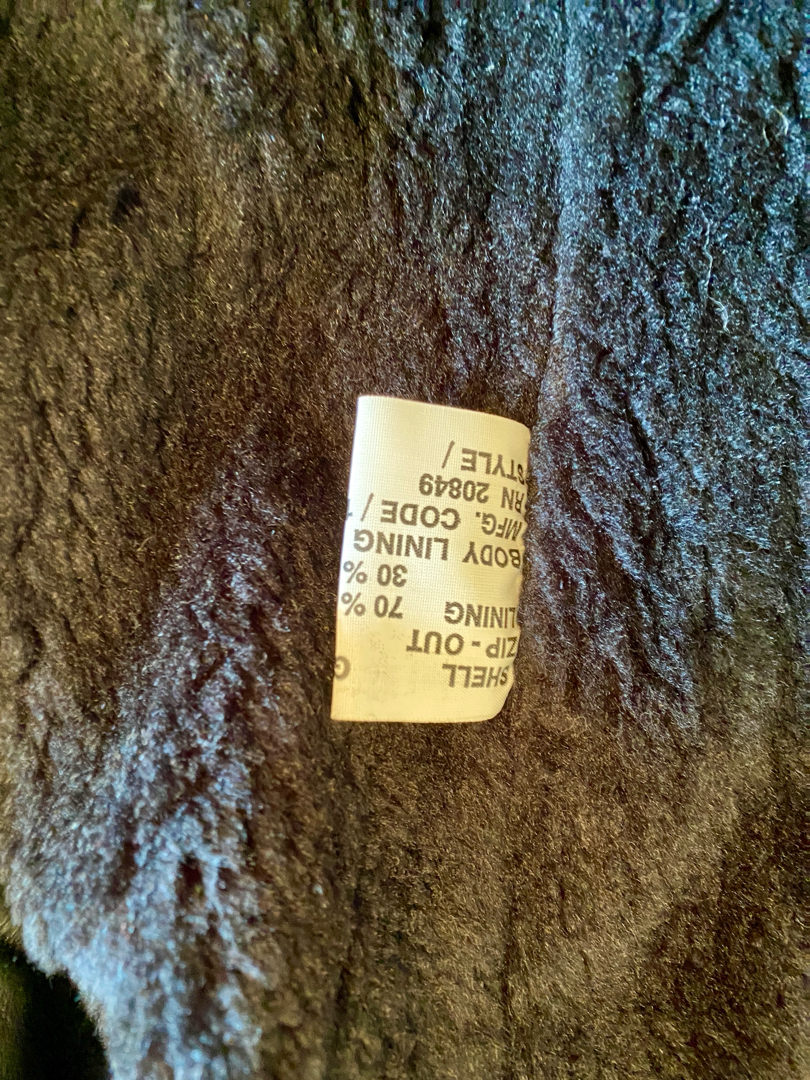 SHELL
ZIP - OUT
LINING 70 %
30 %
BODY LINING
MFG. CODE /
RN 20849
STYLE /